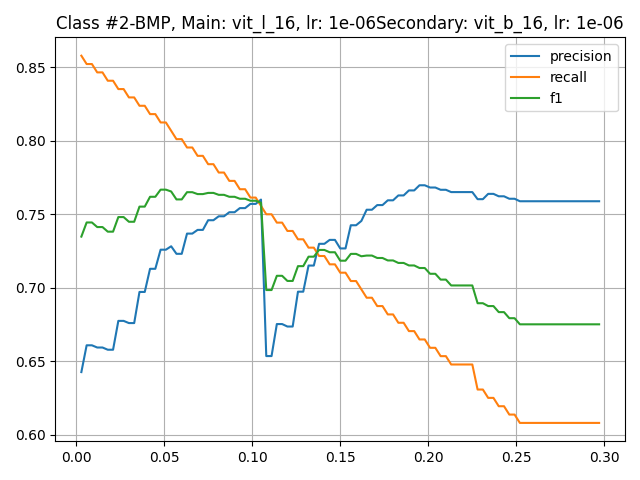 Class #2-BMP, Main: vit_l_16, lr: 1e-06Secondary: vit_b_16, lr: 1e-06
precision
recall
f1
0.85
0.80
0.75
0.70
0.65
0.60
0.00 0.05 0.10 0.15 0.20 0.25 0.30